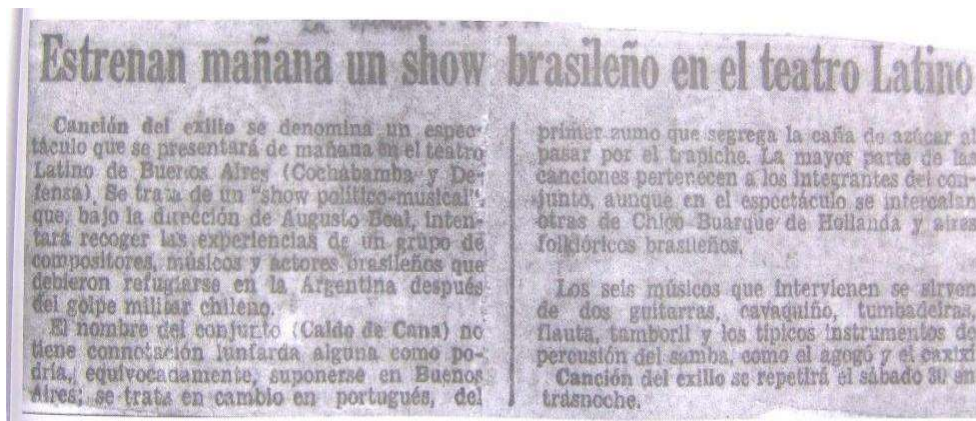 Estrenan mañana un show brasileño en el teatro Latino
Canción del exilio se denomina un espec-
táculo que se presentará de mañana en el teatro
Latino de Buenos Aires (Cochabamba y De-
fensa). Se trata de un "show político-musical",
que, bajo la dirección de Augusto Boal, inten-
tará recoger las experiencias de un grupo de
compositores, músicos y actores brasileños que
debieron refugiarse en la Argentina después
del golpe militar chileno.
El nombre del conjunto (Caldo de Cana) no
tiene connotación lunfarda alguna como po-
dría, equivocadamente, suponerse en Buenos
Aires; se trata en cambio en portugués, del
primer zumo que segrega la caña de azúcar al
pasar por el trapiche. La mayor parte de las
canciones pertenecen a los integrantes del con-
junto, aunque en el espectáculo se intercalan
otras de Chico Buarque de Hollanda y aires
folklóricos brasileños.
Los seis músicos que intervienen se sirven
de dos guitarras, cavaquiño, tumbadeiras,
flauta, tamboril y los típicos instrumentos de
percusión del samba, como el agogó y el caxixi.
Canción del exilio se repetirá el sábado 30 en
trasnoche.